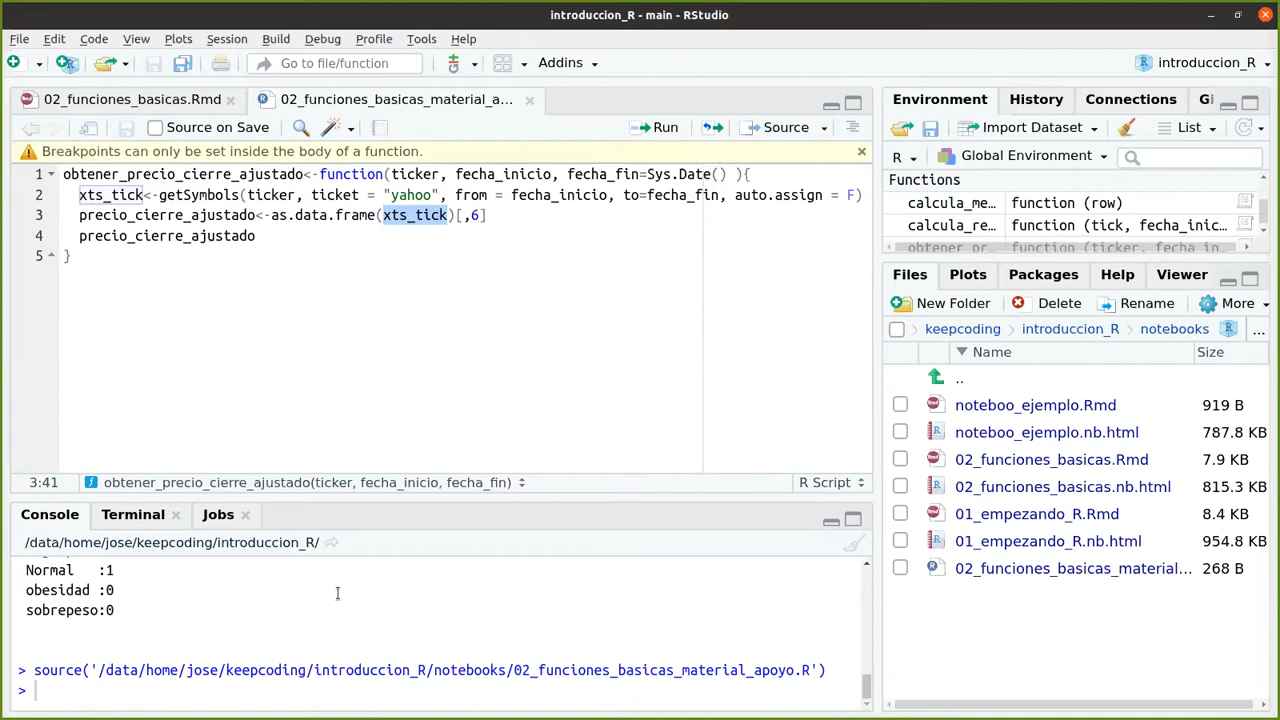 introduccion_R - main - RStudio
File Edit Code View Plots Session Build Debug Profile Tools Help
Go to file/function Addins introduccion_R
02_funciones_basicas.Rmd 02_funciones_basicas_material_a...
Source on Save Run Source
Breakpoints can only be set inside the body of a function.
1 obtener_precio_cierre_ajustado<-function(ticker, fecha_inicio, fecha_fin=Sys.Date() ){
2 xts_tick<-getSymbols(ticker, ticket = "yahoo", from = fecha_inicio, to=fecha_fin, auto.assign = F)
3 precio_cierre_ajustado<-as.data.frame(xts_tick)[,6]
4 precio_cierre_ajustado
5 }
3:41 obtener_precio_cierre_ajustado(ticker, fecha_inicio, fecha_fin) R Script
Console Terminal Jobs
/data/home/jose/keepcoding/introduccion_R/
Normal :1
obesidad :0
sobrepeso:0
> source('/data/home/jose/keepcoding/introduccion_R/notebooks/02_funciones_basicas_material_apoyo.R')
>
Environment History Connections Gi
Import Dataset List
R Global Environment
Functions
calcula_me... function (row)
calcula_re... function (tick, fecha_inic...
obtener_pr... function (ticker, fecha_in...
Files Plots Packages Help Viewer
New Folder Delete Rename More
keepcoding introduccion_R notebooks ...
Name Size
..
noteboo_ejemplo.Rmd 919 B
noteboo_ejemplo.nb.html 787.8 KB
02_funciones_basicas.Rmd 7.9 KB
02_funciones_basicas.nb.html 815.3 KB
01_empezando_R.Rmd 8.4 KB
01_empezando_R.nb.html 954.8 KB
02_funciones_basicas_material... 268 B